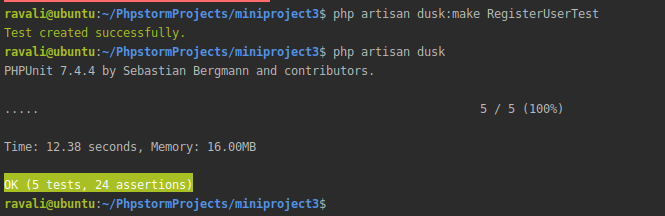 ravali@ubuntu:~/PhpstormProjects/miniproject3$ php artisan dusk:make RegisterUserTest
Test created successfully.
ravali@ubuntu:~/PhpstormProjects/miniproject3$ php artisan dusk
PHPUnit 7.4.4 by Sebastian Bergmann and contributors.
..... 5 / 5 (100%)
Time: 12.38 seconds, Memory: 16.00MB
OK (5 tests, 24 assertions)
ravali@ubuntu:~/PhpstormProjects/miniproject3$